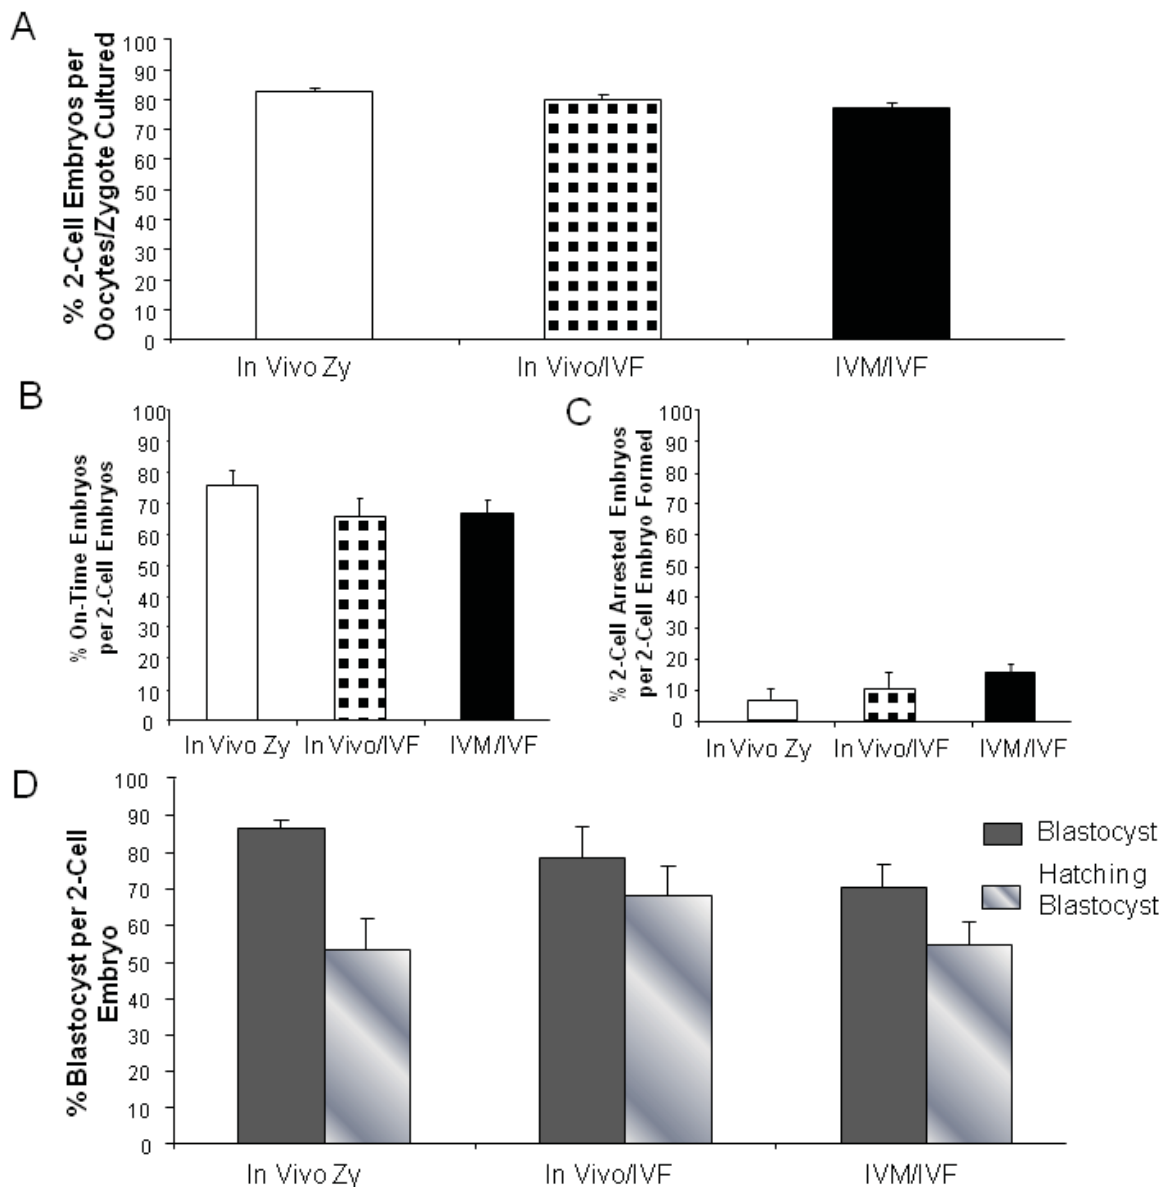 A
% 2-Cell Embryos per
Oocytes/Zygote Cultured
100
90
80
70
60
50
40
30
20
10
0
In Vivo Zy
In Vivo/IVF
IVM/IVF
B
% On-Time Embryos
per 2-Cell Embryos
100
90
80
70
60
50
40
30
20
10
0
In Vivo Zy
In Vivo/IVF
IVM/IVF
C
% 2-Cell Arrested Embryos
per 2-Cell Embryo Formed
100
90
80
70
60
50
40
30
20
10
0
In Vivo Zy
In Vivo/IVF
IVM/IVF
D
%Blastocyst per 2-Cell
Embryo
100
90
80
70
60
50
40
30
20
10
0
In Vivo Zy
In Vivo/IVF
IVM/IVF
Blastocyst
Hatching
Blastocyst